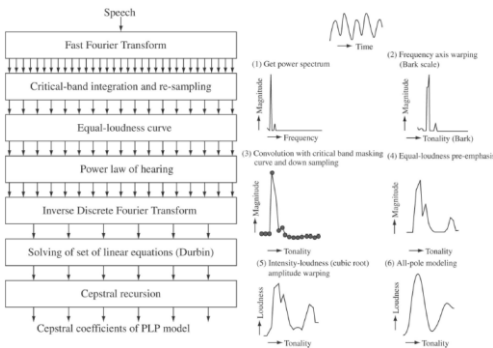 Speech
Fast Fourier Transform
Critical-band integration and re-sampling
Equal-loudness curve
Power law of hearing
Inverse Discrete Fourier Transform
Solving of set of linear equations (Durbin)
Cepstral recursion
Cepstral coefficients of PLP model
Time
(1) Get power spectrum
Magnitude
Frequency
(2) Frequency axis warping
(Bark scale)
Magnitude
Tonality (Bark)
(3) Convolution with critical band masking
curve and down sampling
Magnitude
Tonality
(4) Equal-loudness pre-emphasis
Magnitude
Tonality
(5) Intensity-loudness (cubic root)
amplitude warping
Loudness
Tonality
(6) All-pole modeling
Loudness
Tonality